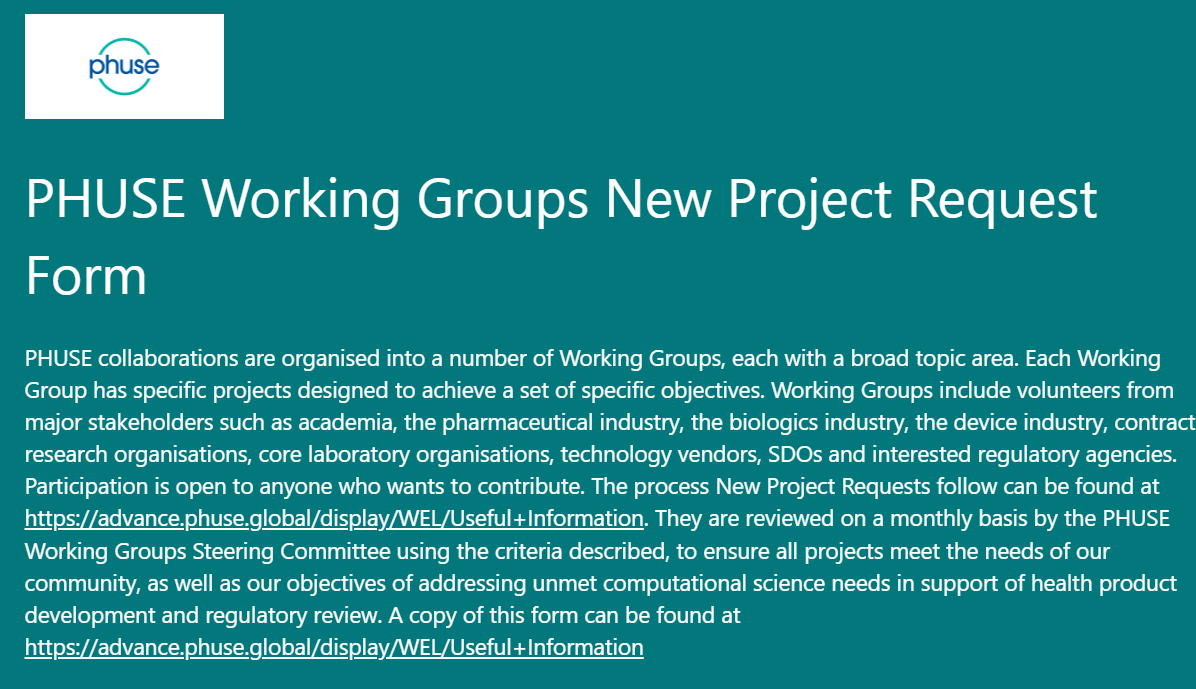 phuse
PHUSE Working Groups New Project Request
Form
PHUSE collaborations are organised into a number of Working Groups, each with a broad topic area. Each Working
Group has specific projects designed to achieve a set of specific objectives. Working Groups include volunteers from
major stakeholders such as academia, the pharmaceutical industry, the biologics industry, the device industry, contract
research organisations, core laboratory organisations, technology vendors, SDOs and interested regulatory agencies.
Participation is open to anyone who wants to contribute. The process New Project Requests follow can be found at
https://advance.phuse.global/display/WEL/Useful+Information. They are reviewed on a monthly basis by the PHUSE
Working Groups Steering Committee using the criteria described, to ensure all projects meet the needs of our
community, as well as our objectives of addressing unmet computational science needs in support of health product
development and regulatory review. A copy of this form can be found at
https://advance.phuse.global/display/WEL/Useful+Information